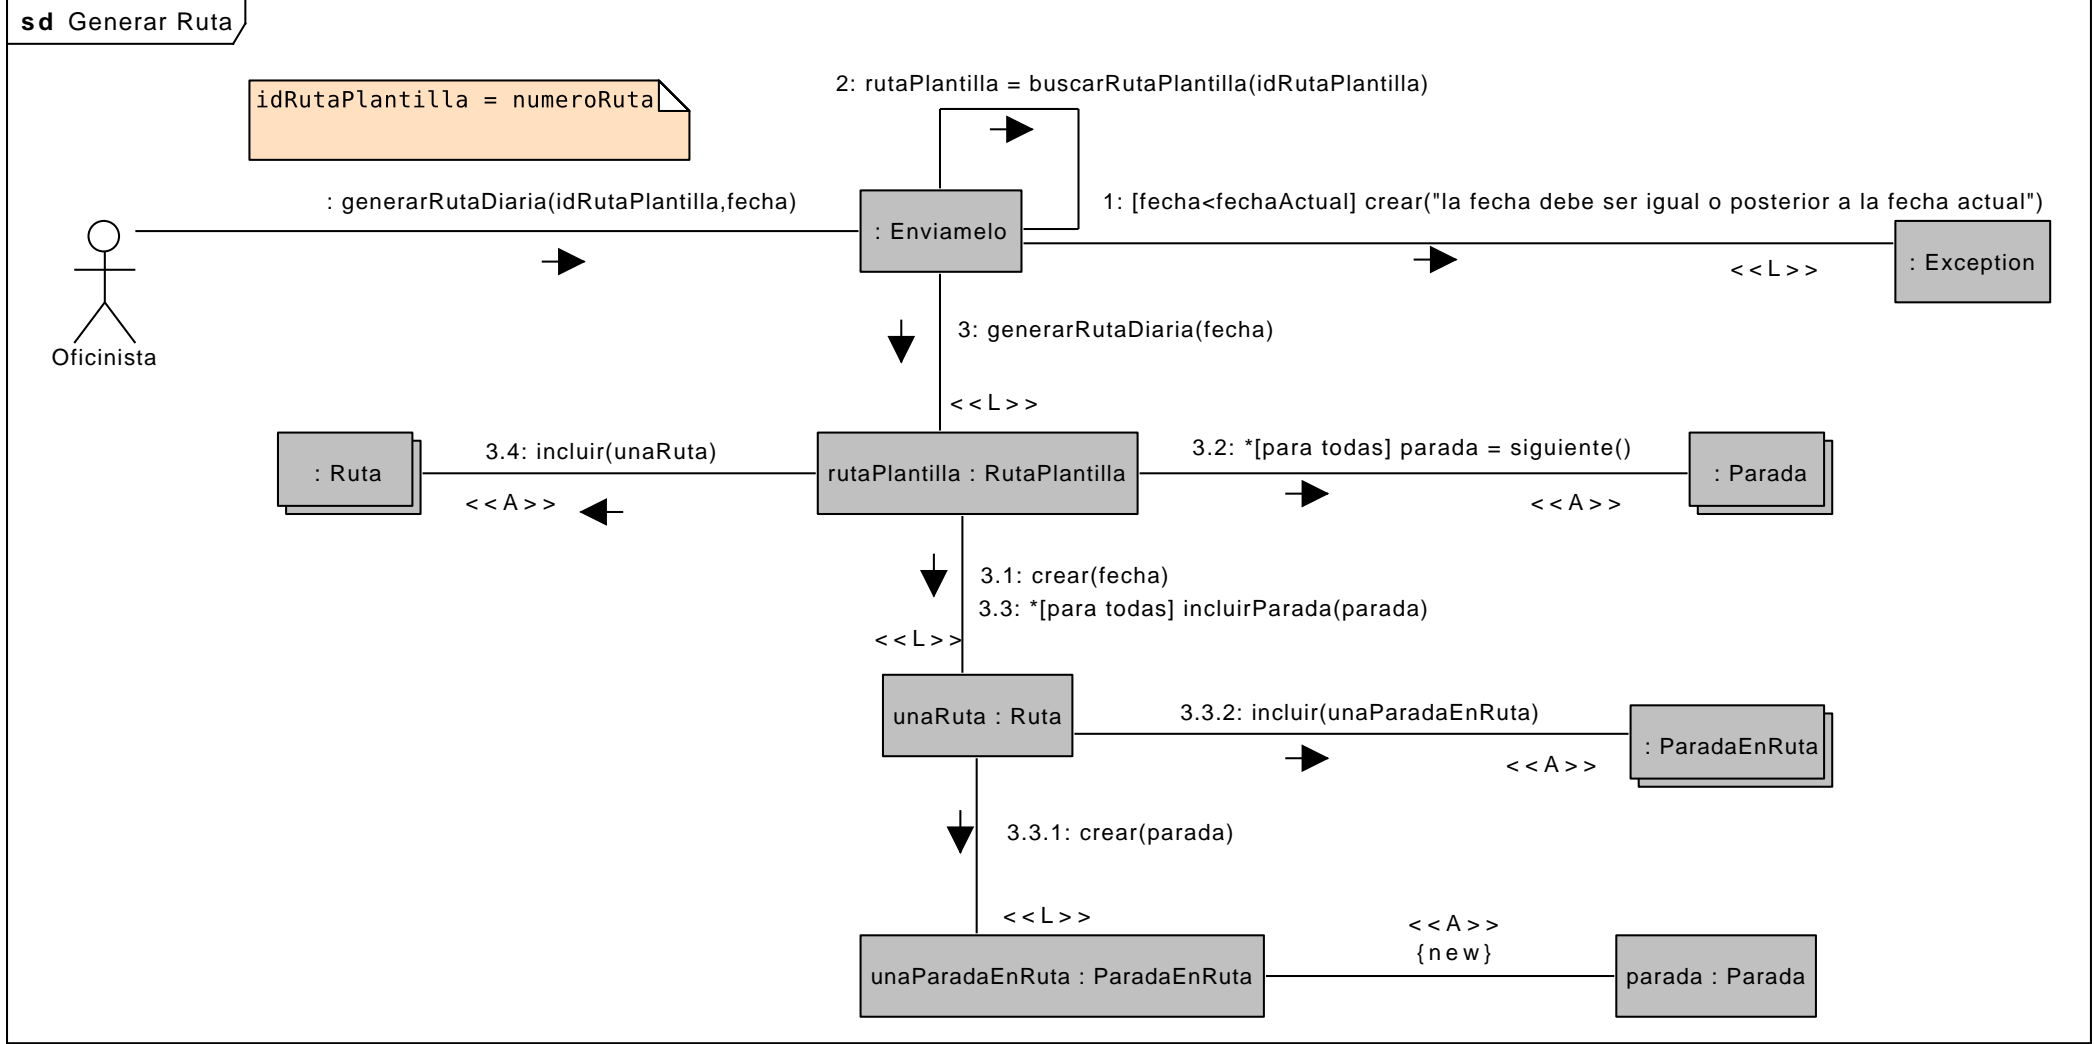 sd Generar Ruta
idRutaPlantilla = numeroRuta
2: rutaPlantilla = buscarRutaPlantilla(idRutaPlantilla)
: generarRutaDiaria(idRutaPlantilla,fecha)
1: [fecha<fechaActual] crear("la fecha debe ser igual o posterior a la fecha actual")
: Enviamelo
: Exception
<<L>>
Oficinista
3: generarRutaDiaria(fecha)
<<L>>
3.4: incluir(unaRuta)
3.2: *[para todas] parada = siguiente()
: Ruta
rutaPlantilla : RutaPlantilla
: Parada
<<A>>
<<A>>
3.1: crear(fecha)
3.3: *[para todas] incluirParada(parada)
<<L>>
unaRuta : Ruta
3.3.2: incluir(unaParadaEnRuta)
: ParadaEnRuta
<<A>>
3.3.1: crear(parada)
<<L>>
<<A>>
{new}
unaParadaEnRuta : ParadaEnRuta
parada : Parada